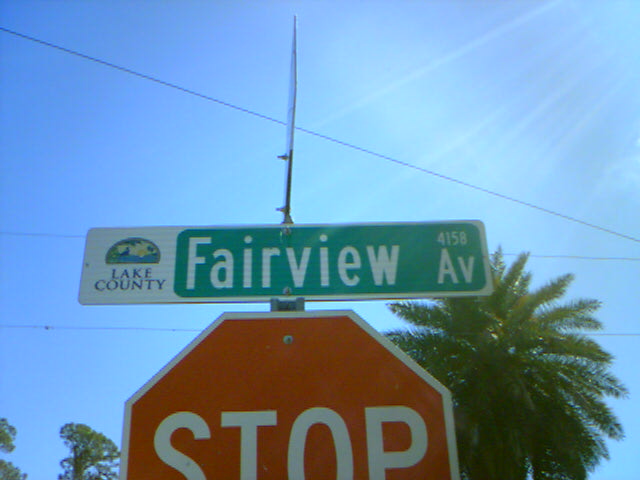 LAKE
COUNTY
Fairview
4158
AV
STOP